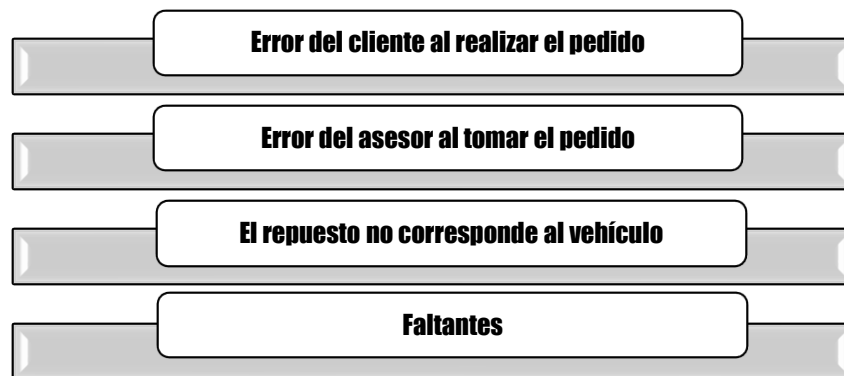 Error del cliente al realizar el pedido
Error del asesor al tomar el pedido
El repuesto no corresponde al vehículo
Faltantes